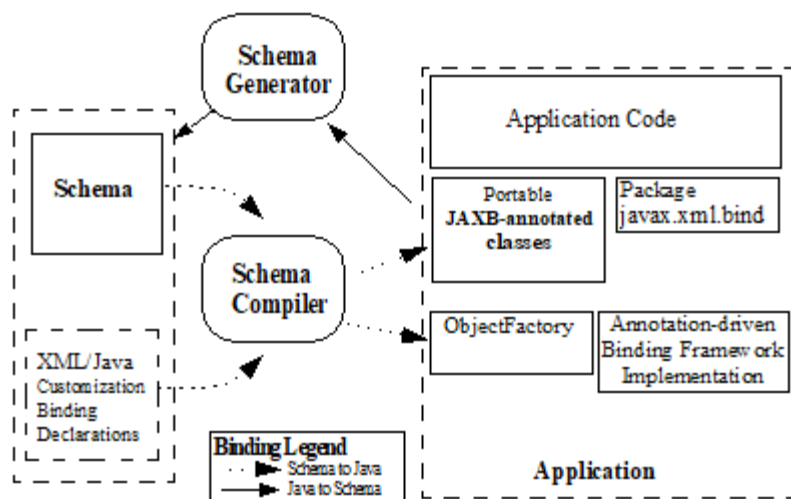 Schema
Generator
Application Code
Schema
Portable
JAXB-annotated
classes
Package
javax.xml.bind
Schema
Compiler
ObjectFactory
Annotation-driven
Binding Framework
Implementation
XML/Java
Customization
Binding
Declarations
Binding Legend
Schema to Java
Java to Schema
Application